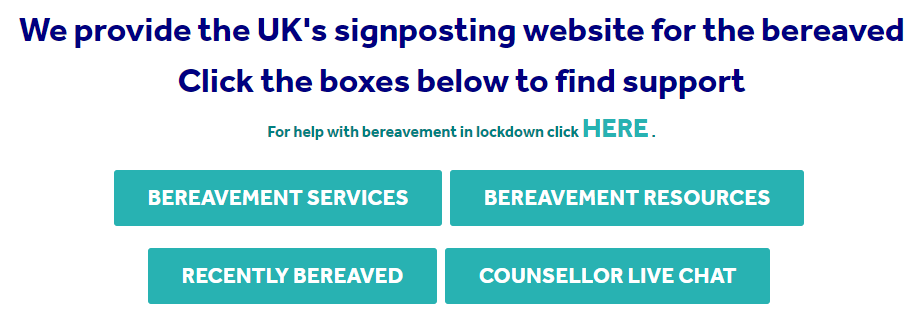 We provide the UK's signposting website for the bereaved
Click the boxes below to find support
For help with bereavement in lockdown click HERE .
BEREAVEMENT SERVICES
BEREAVEMENT RESOURCES
RECENTLY BEREAVED
COUNSELLOR LIVE CHAT